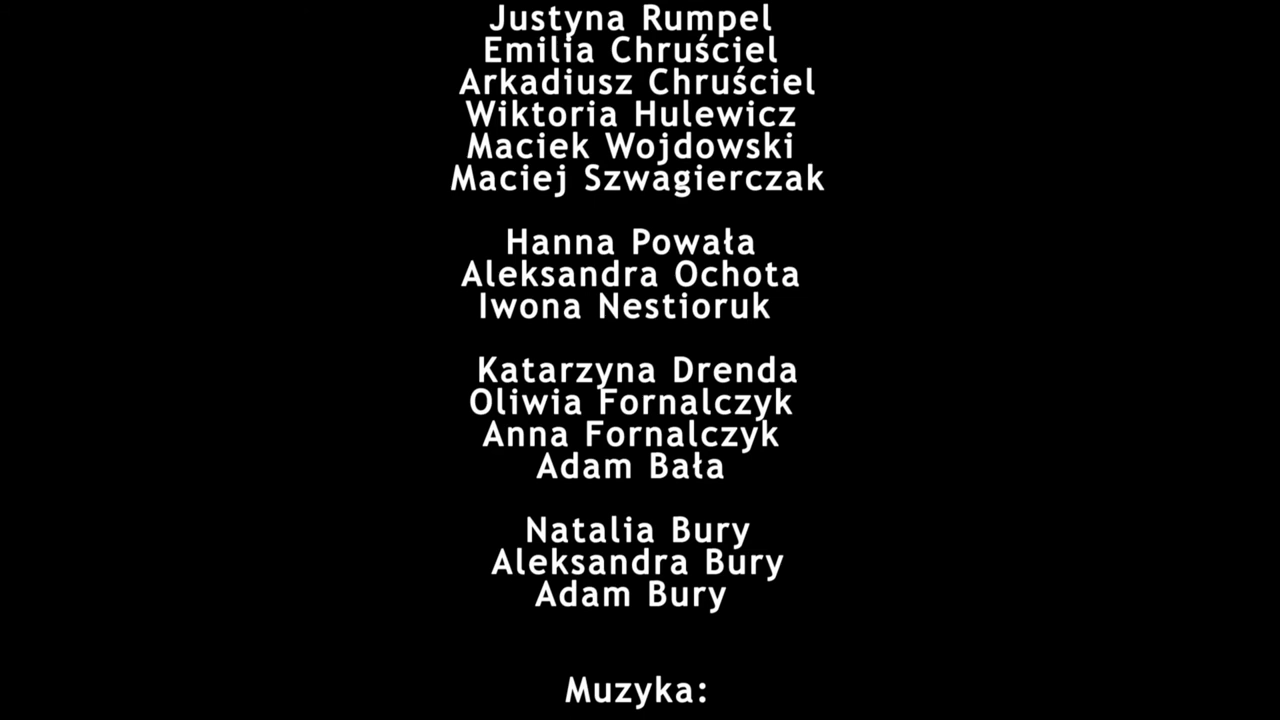 Justyna Rumpel
Emilia Chruściel
Arkadiusz Chruściel
Wiktoria Hulewicz
Maciek Wojdowski
Maciej Szwagierczak
Hanna Powała
Aleksandra Ochota
Iwona Nestioruk
Katarzyna Drenda
Oliwia Fornalczyk
Anna Fornalczyk
Adam Bała
Natalia Bury
Aleksandra Bury
Adam Bury
Muzyka: